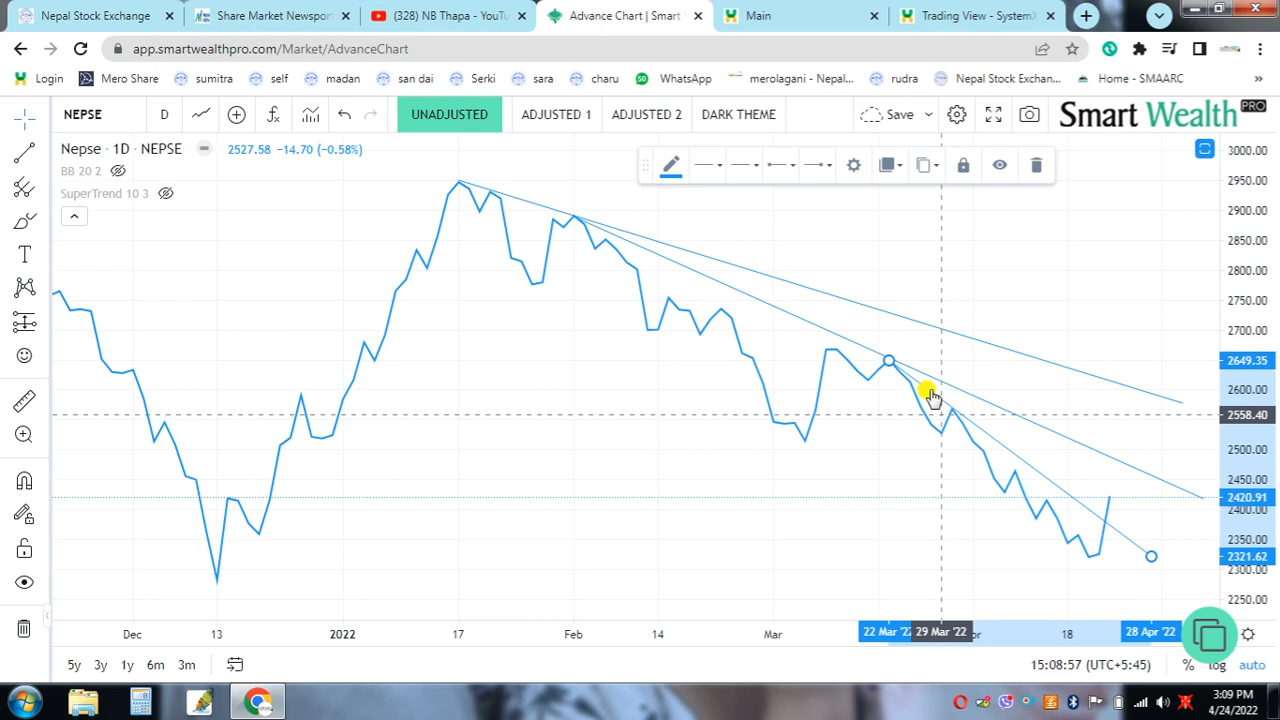 Nepal Stock Exchange
Share Market Newsport
(328) NB Thapa - YouT
Advance Chart | Smart
Main
Trading View - SystemX
app.smartwealthpro.com/Market/AdvanceChart
Login Mero Share sumitra self madan san dai Serki sara charu WhatsApp merolagani - Nepal... rudra Nepal Stock Exchan... Home - SMAARC »
NEPSE D UNADJUSTED ADJUSTED 1 ADJUSTED 2 DARK THEME Save Smart Wealth PRO
Nepse · 1D · NEPSE 2527.58 −14.70 (−0.58%)
BB 20 2
SuperTrend 10 3
3000.00
2950.00
2900.00
2850.00
2800.00
2750.00
2700.00
2649.35
2600.00
2558.40
2500.00
2450.00
2420.91
2400.00
2350.00
2321.62
2300.00
2250.00
Dec 13 2022 17 Feb 14 Mar 22 Mar '22 29 Mar '22 18 28 Apr '22
5y 3y 1y 6m 3m 15:08:57 (UTC+5:45) % log auto
3:09 PM
4/24/2022